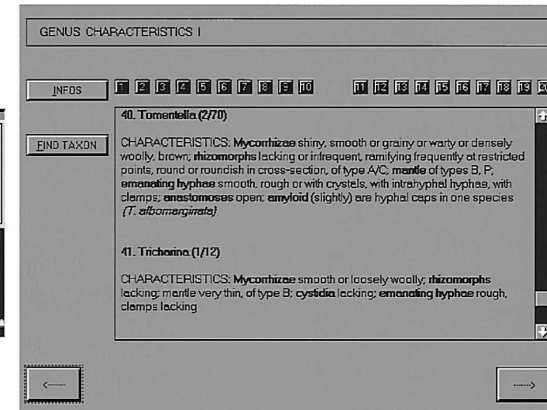 GENUS CHARACTERISTICS I
INFOS
1 2 3 4 5 6 7 8 9 10 11 12 13 14 15 16 17 18 19 20
FIND TAXON
40. Tomentella (2/70)
CHARACTERISTICS: Mycorrhizae shiny, smooth or grainy or warty or densely
woolly, brown; rhizomorphs lacking or infrequent, ramifying frequently at restricted
points, round or roundish in cross-section, of type A/C; mantle of types B, P;
emanating hyphae smooth, rough or with crystals, with intrahyphal hyphae, with
clamps; anastomoses open; amyloid (slightly) are hyphal caps in one species
(T. albomarginata)
41. Tricharina (1/12)
CHARACTERISTICS: Mycorrhizae smooth or loosely woolly; rhizomorphs
lacking; mantle very thin, of type B; cystidia lacking; emanating hyphae rough,
clamps lacking
<------
------>